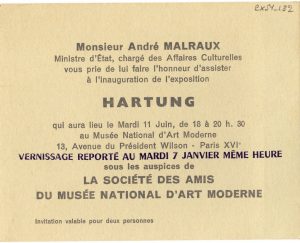 EXSY_132
Monsieur André MALRAUX
Ministre d'État, chargé des Affaires Culturelles
vous prie de lui faire l'honneur d'assister
à l'inauguration de l'exposition
HARTUNG
qui aura lieu le Mardi 11 Juin, de 18 à 20 h. 30
au Musée National d'Art Moderne
13, Avenue du Président Wilson - Paris XVIe
VERNISSAGE REPORTÉ AU MARDI 7 JANVIER MÊME HEURE
sous les auspices de
LA SOCIÉTÉ DES AMIS
DU MUSÉE NATIONAL D'ART MODERNE
Invitation valable pour deux personnes